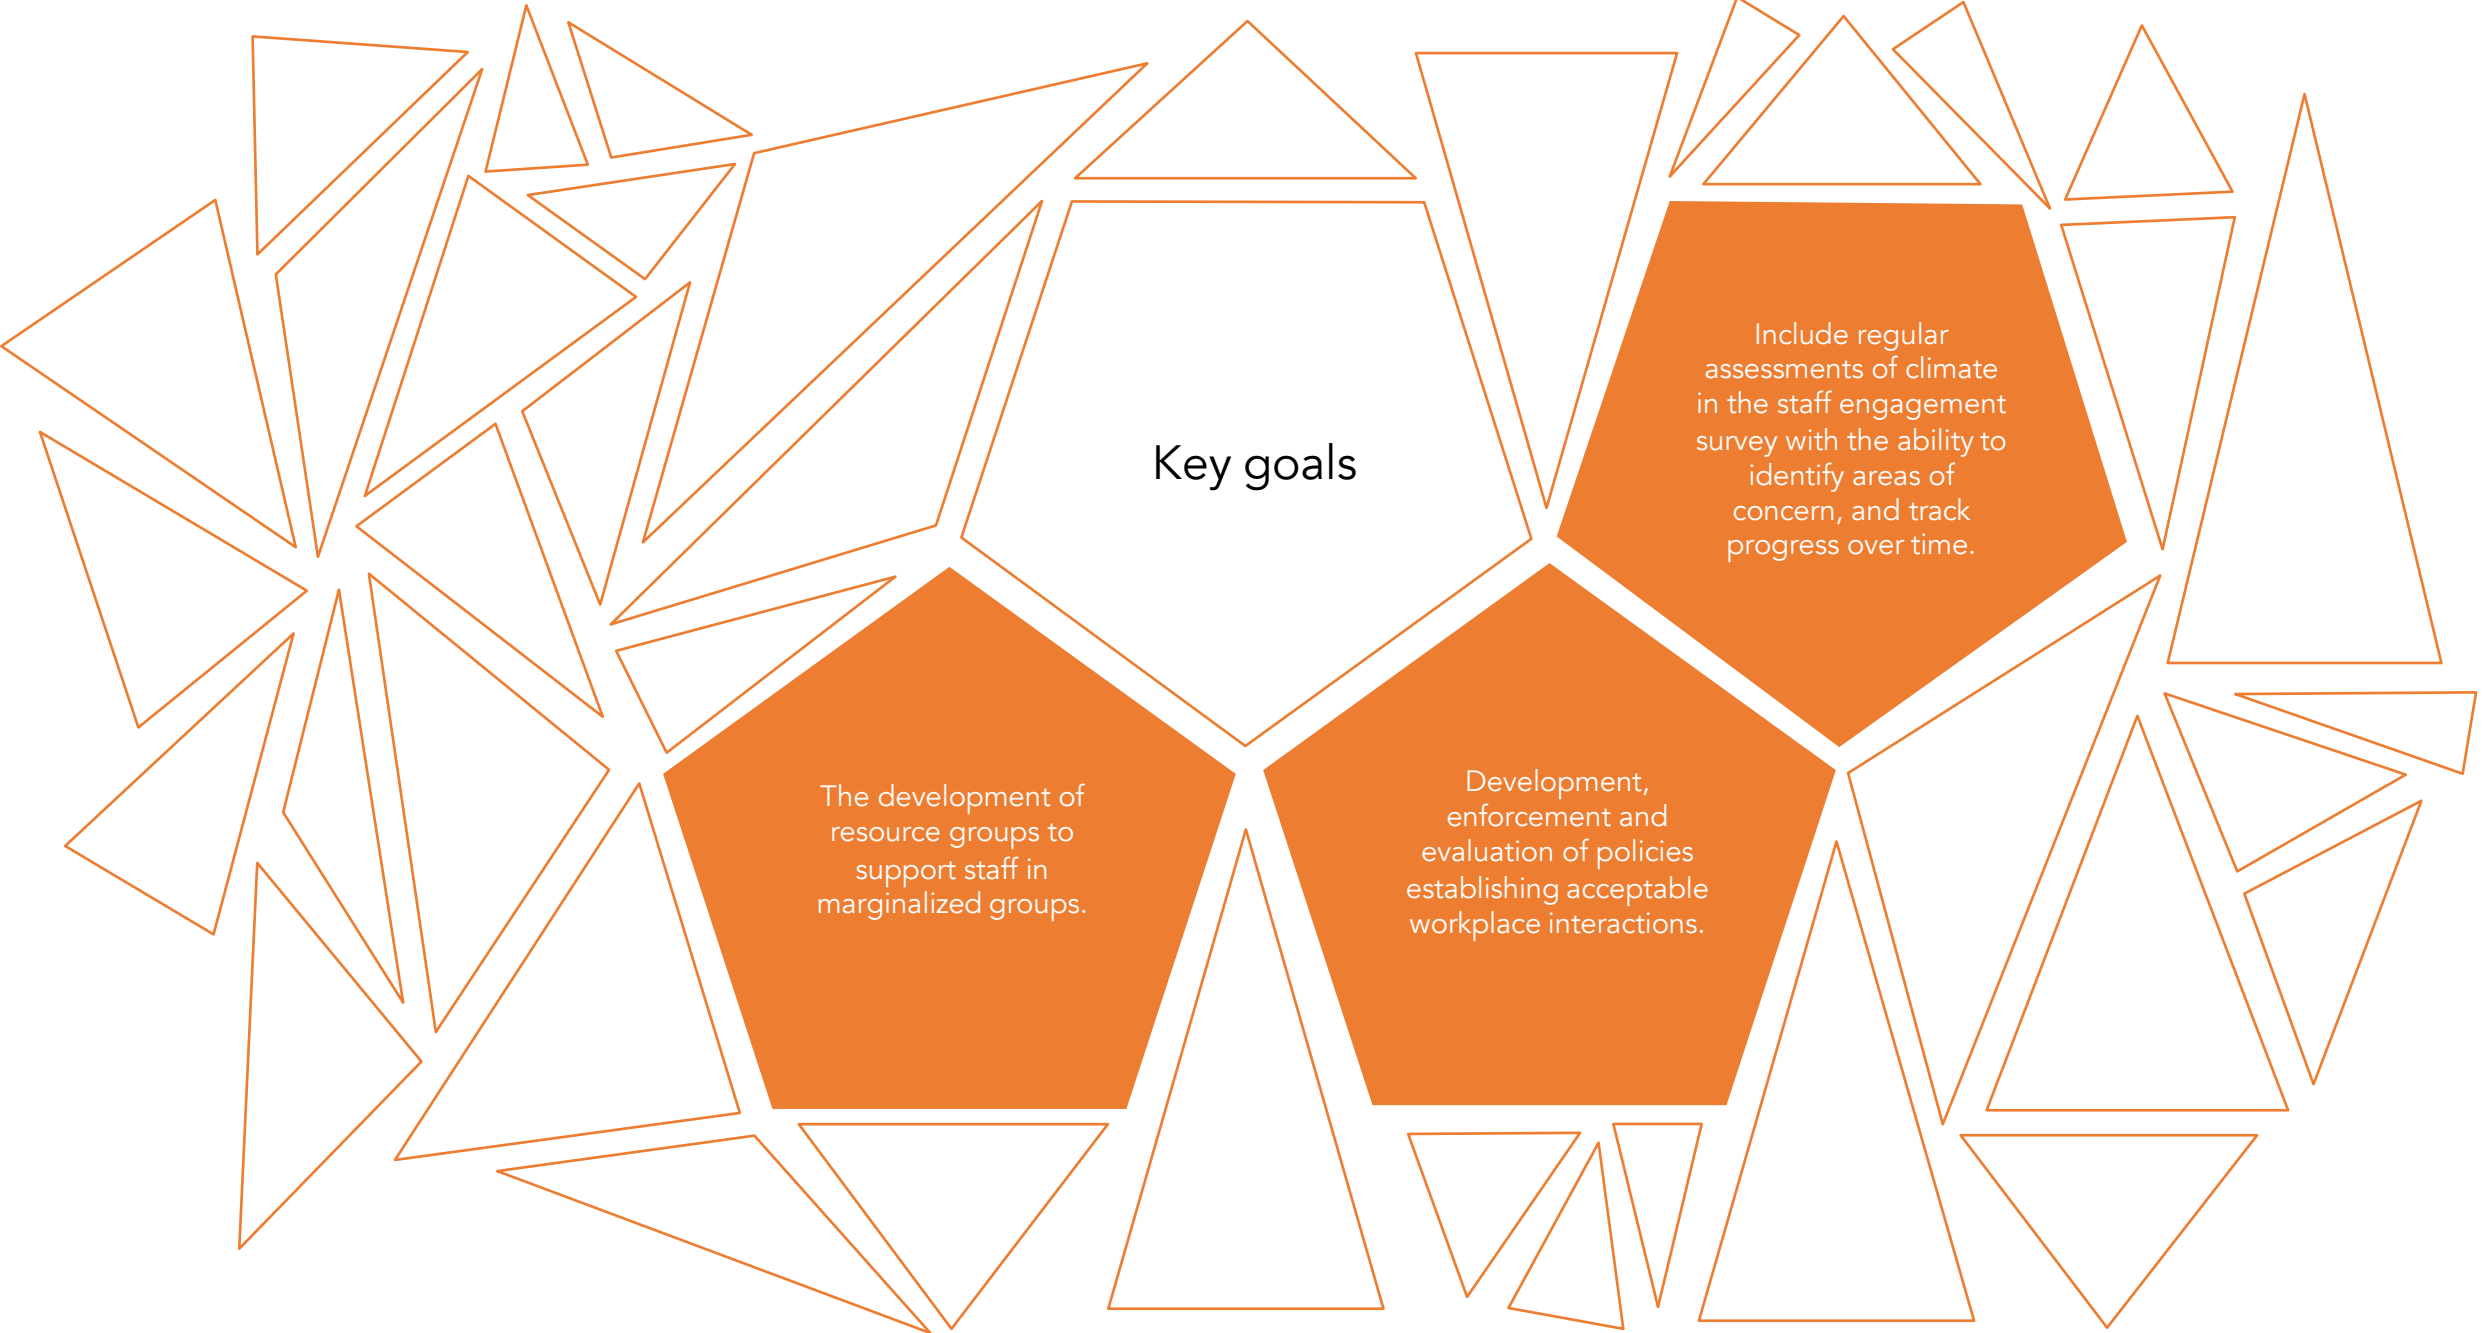 Key goals
Include regular
assessments of climate
in the staff engagement
survey with the ability to
identify areas of
concern, and track
progress over time.
The development of
resource groups to
support staff in
marginalized groups.
Development,
enforcement and
evaluation of policies
establishing acceptable
workplace interactions.